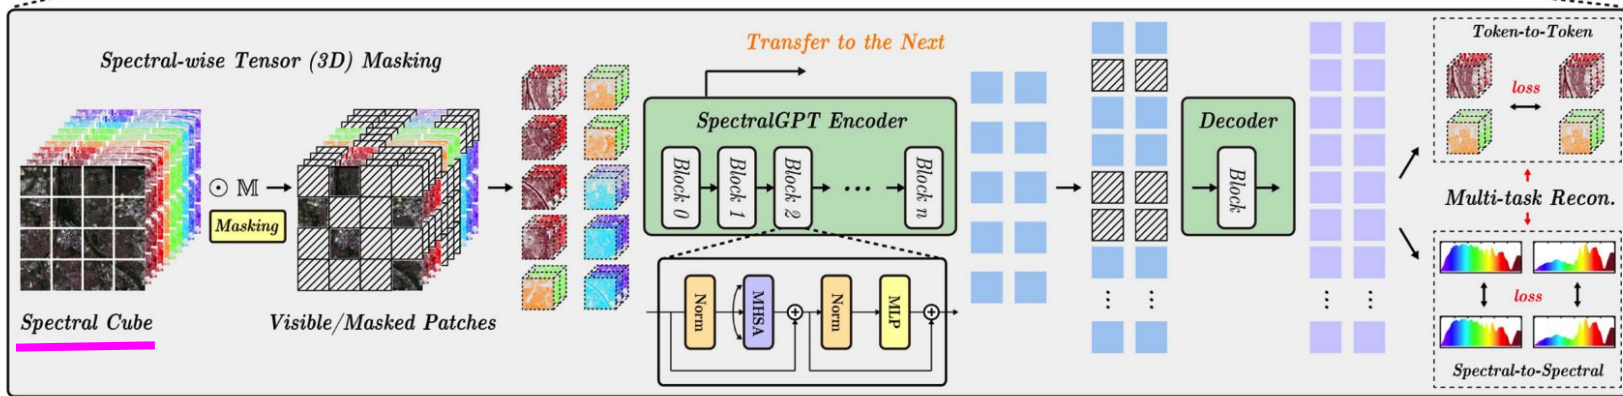 Spectral-wise Tensor (3D) Masking
Spectral Cube
⊙ 𝕄
Masking
Visible/Masked Patches
Transfer to the Next
SpectralGPT Encoder
Block 0
Block 1
Block 2
...
Block n
Norm
MHSA
+
Norm
MLP
+
Decoder
Block
Token-to-Token
loss
Multi-task Recon.
loss
Spectral-to-Spectral